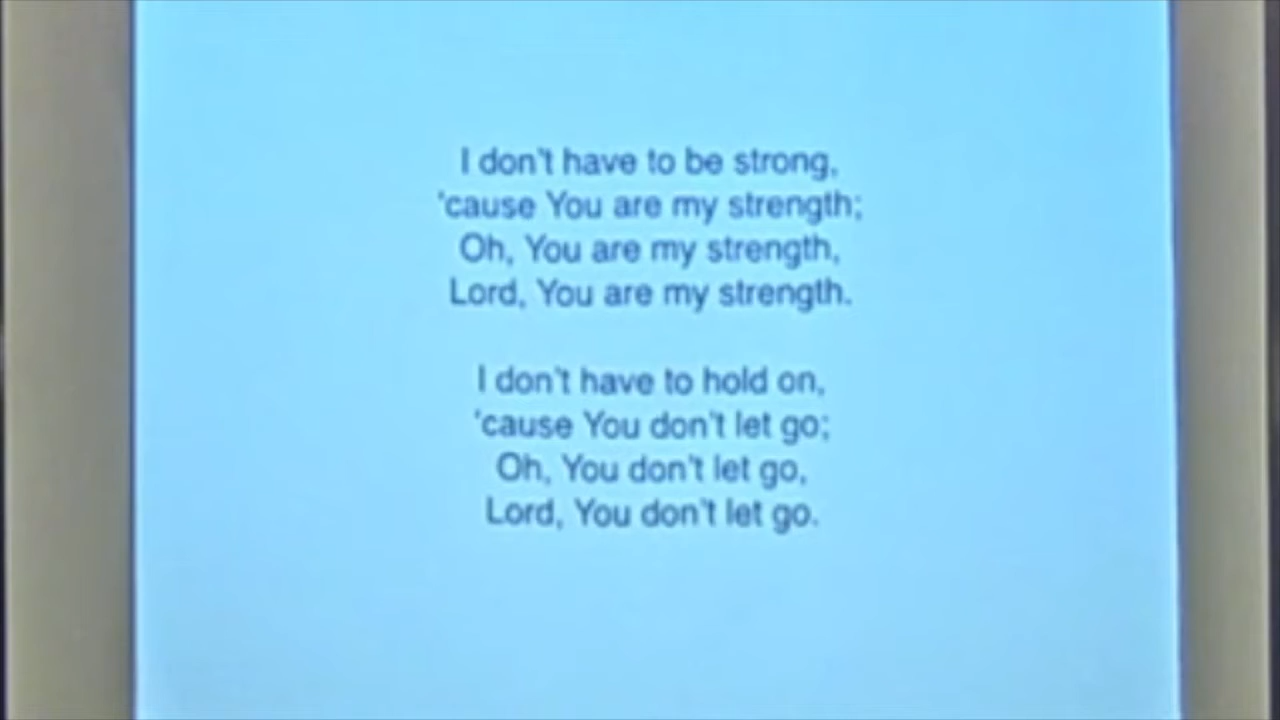 I don't have to be strong,
'cause You are my strength;
Oh, You are my strength,
Lord, You are my strength.
I don't have to hold on,
'cause You don't let go;
Oh, You don't let go,
Lord, You don't let go.